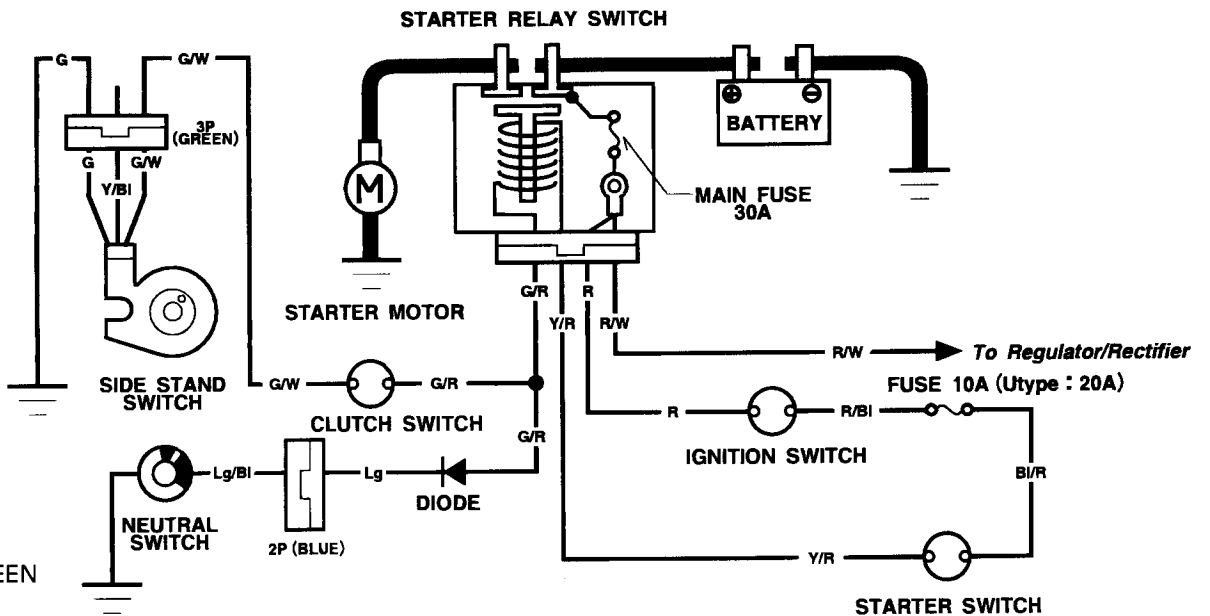 STARTER RELAY SWITCH
G
G/W
3P
(GREEN)
G
G/W
Y/Bl
BATTERY
M
MAIN FUSE
30A
G/R
R
Y/R
R/W
STARTER MOTOR
R/W
To Regulator/Rectifier
FUSE 10A (Utype : 20A)
SIDE STAND
SWITCH
G/W
G/R
CLUTCH SWITCH
G/R
R
R/Bl
IGNITION SWITCH
Lg/Bl
Lg
DIODE
Bl/R
NEUTRAL
SWITCH
2P (BLUE)
Y/R
EEN
STARTER SWITCH